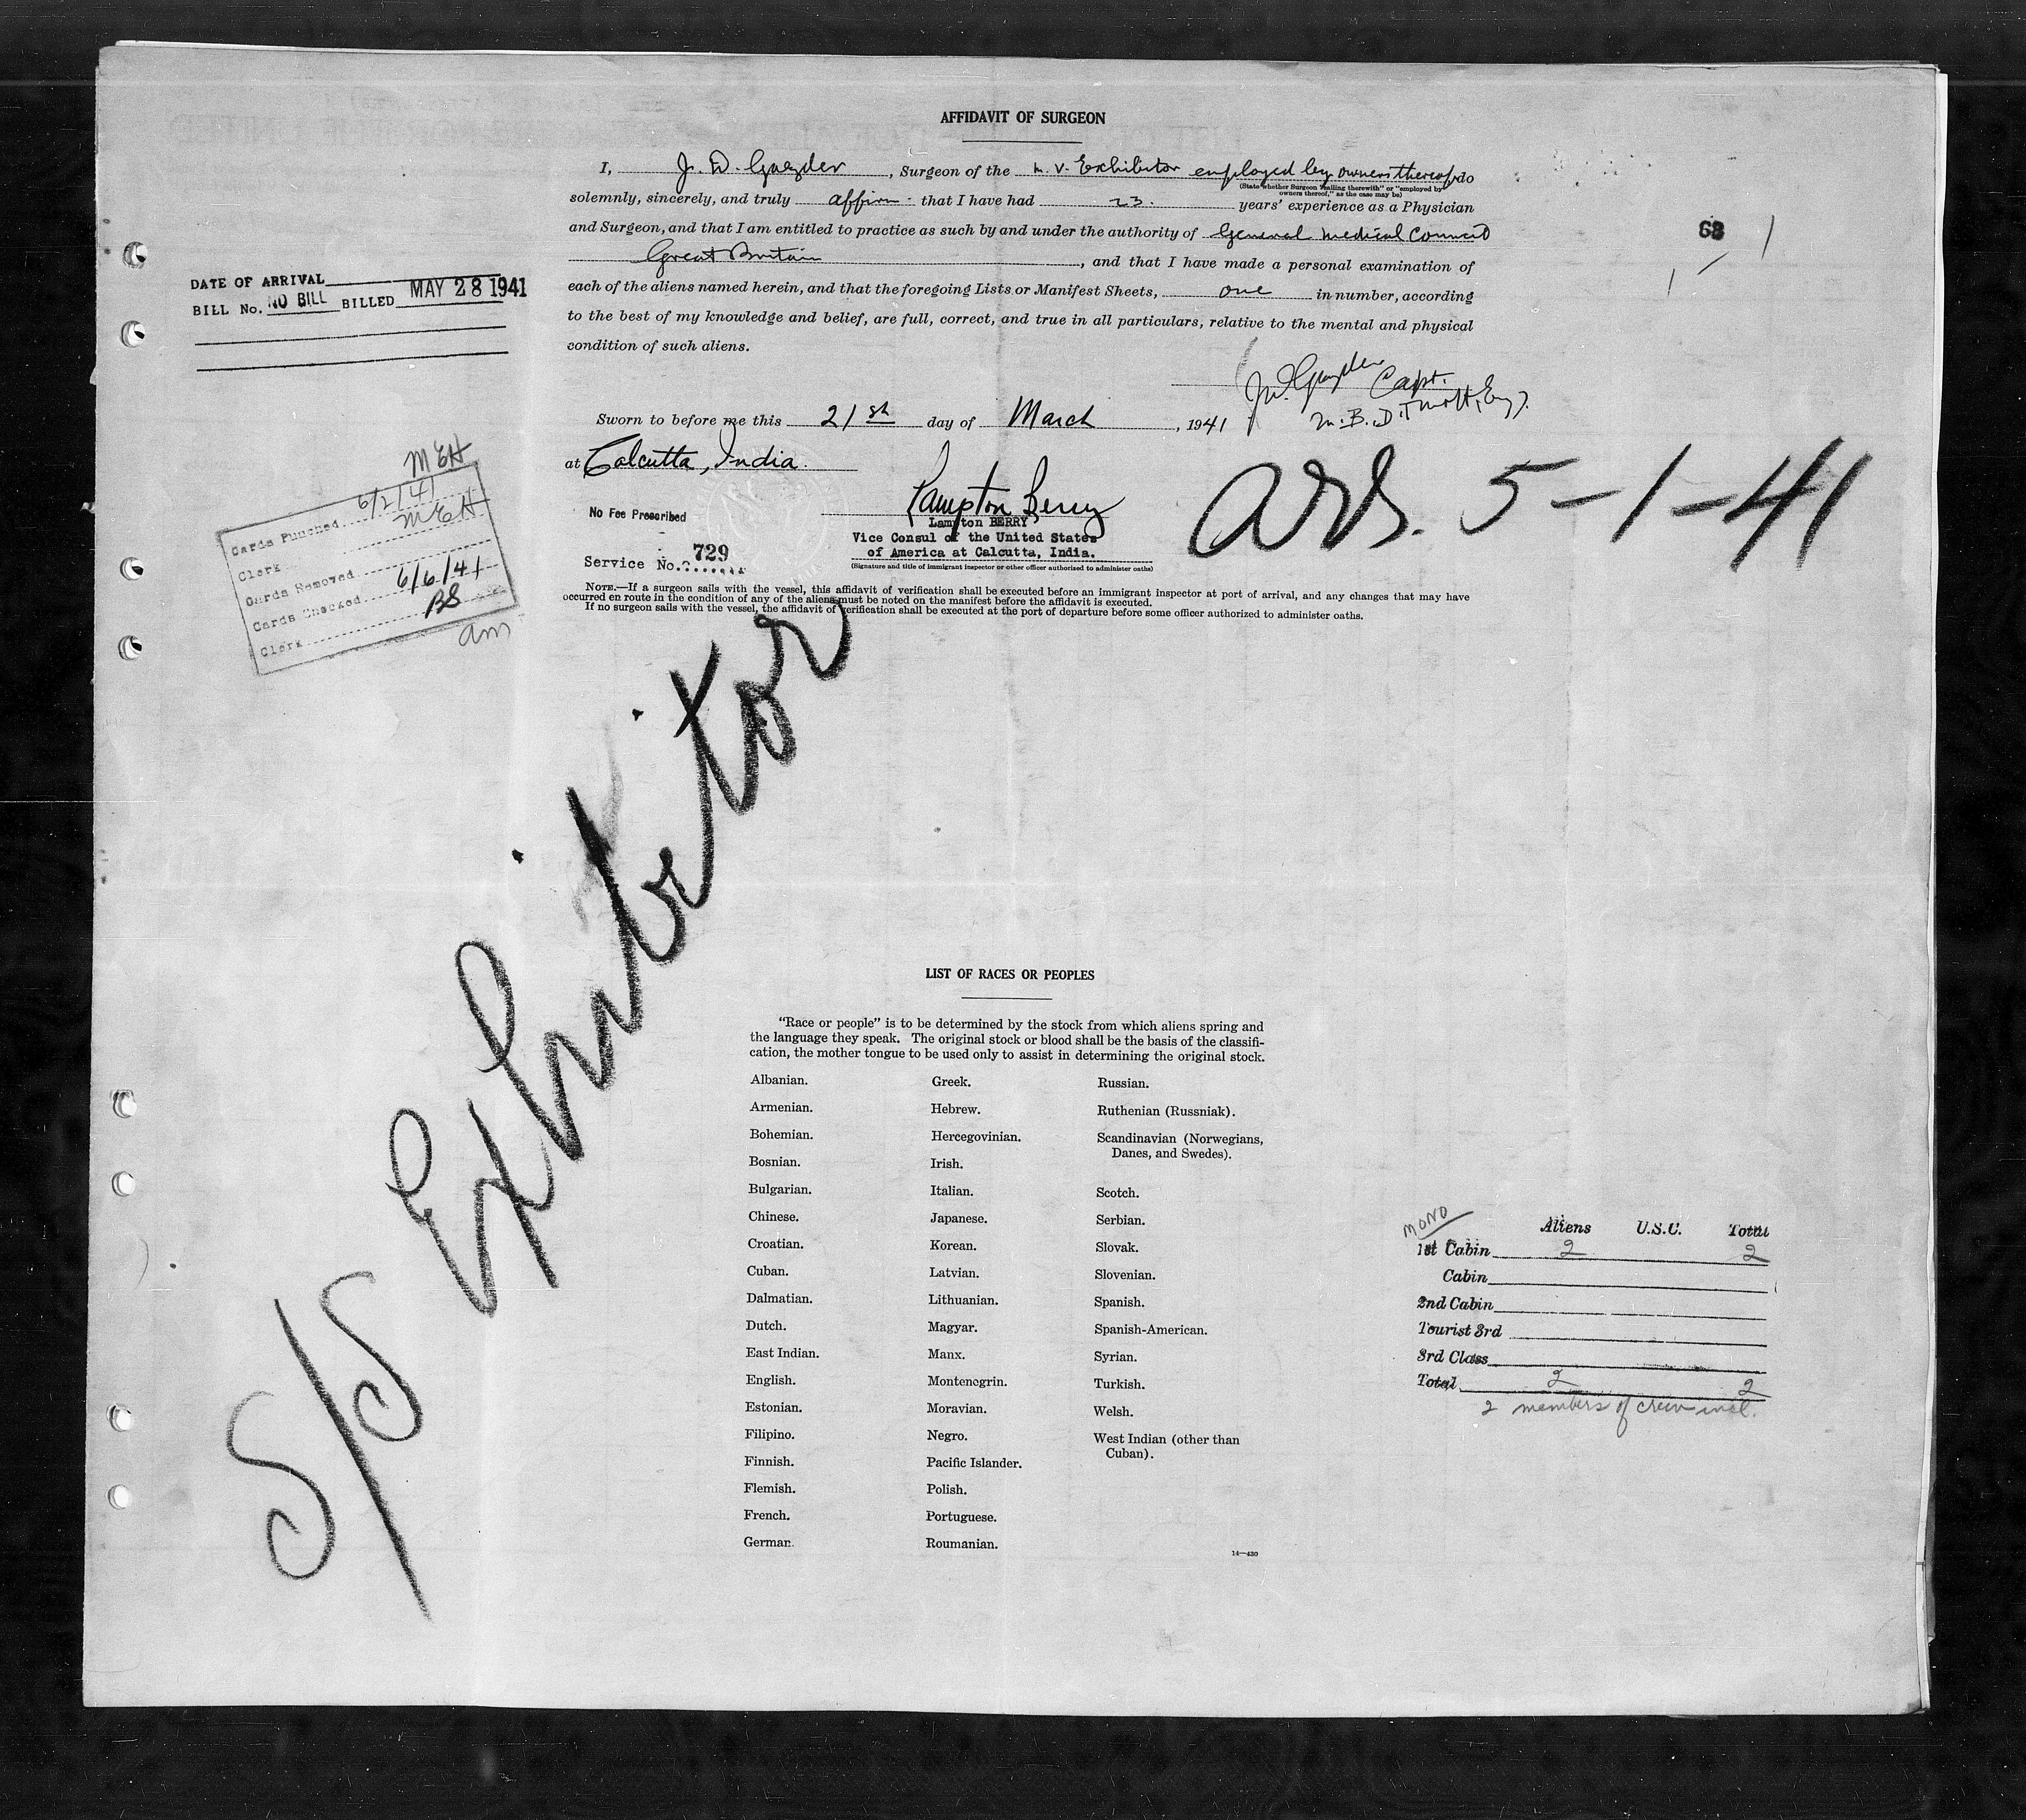 AFFIDAVIT OF SURGEON
I, J. D. Gazder, Surgeon of the M.V. Exhibitor employed by owners thereof, do
(State whether Surgeon "sailing therewith" or "employed by owners thereof," as the case may be)
solemnly, sincerely, and truly affirm that I have had 23. years' experience as a Physician
and Surgeon, and that I am entitled to practice as such by and under the authority of General Medical Council
Great Britain, and that I have made a personal examination of
each of the aliens named herein, and that the foregoing Lists or Manifest Sheets, one in number, according
to the best of my knowledge and belief, are full, correct, and true in all particulars, relative to the mental and physical
condition of such aliens.
Capt.
Sworn to before me this 21st day of March, 1941
at Calcutta, India.
No Fee Prescribed
Lampton Berry
Lampton BERRY
Vice Consul of the United States
of America at Calcutta, India.
(Signature and title of immigrant inspector or other officer authorized to administer oaths)
Service No. 729
NOTE.—If a surgeon sails with the vessel, this affidavit of verification shall be executed before an immigrant inspector at port of arrival, and any changes that may have
occurred en route in the condition of any of the aliens must be noted on the manifest before the affidavit is executed.
If no surgeon sails with the vessel, the affidavit of verification shall be executed at the port of departure before some officer authorized to administer oaths.
DATE OF ARRIVAL
BILL No. NO BILL BILLED MAY 28 1941
MEH
Cards Punched 6/2/41
Clerk MEH
Cards Removed
Cards Checked 6/6/41
Clerk BS
am
63
arr. 5-1-41
S/S Exhibitor
LIST OF RACES OR PEOPLES
"Race or people" is to be determined by the stock from which aliens spring and
the language they speak. The original stock or blood shall be the basis of the classifi-
cation, the mother tongue to be used only to assist in determining the original stock.
Albanian.
Armenian.
Bohemian.
Bosnian.
Bulgarian.
Chinese.
Croatian.
Cuban.
Dalmatian.
Dutch.
East Indian.
English.
Estonian.
Filipino.
Finnish.
Flemish.
French.
German.
Greek.
Hebrew.
Hercegovinian.
Irish.
Italian.
Japanese.
Korean.
Latvian.
Lithuanian.
Magyar.
Manx.
Montenegrin.
Moravian.
Negro.
Pacific Islander.
Polish.
Portuguese.
Roumanian.
Russian.
Ruthenian (Russniak).
Scandinavian (Norwegians,
Danes, and Swedes).
Scotch.
Serbian.
Slovak.
Slovenian.
Spanish.
Spanish-American.
Syrian.
Turkish.
Welsh.
West Indian (other than
Cuban).
14—430
MONO
Aliens U.S.C. Total
1st Cabin 2 2
Cabin
2nd Cabin
Tourist 3rd
3rd Class
Total 2 2
2 members of crew incl.